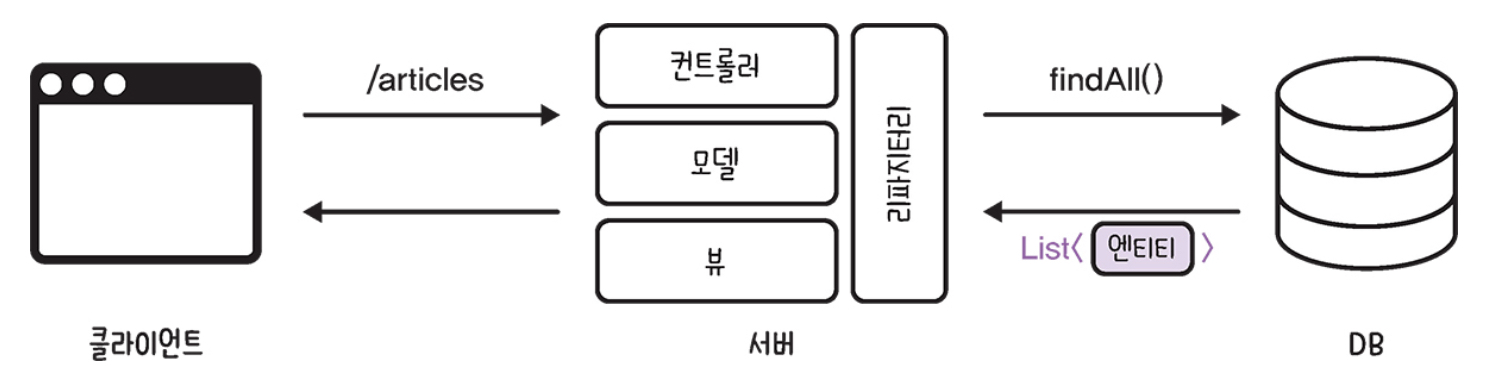 /articles
컨트롤러
모델
뷰
리파지터리
findAll()
List〈 엔티티 〉
클라이언트
서버
DB